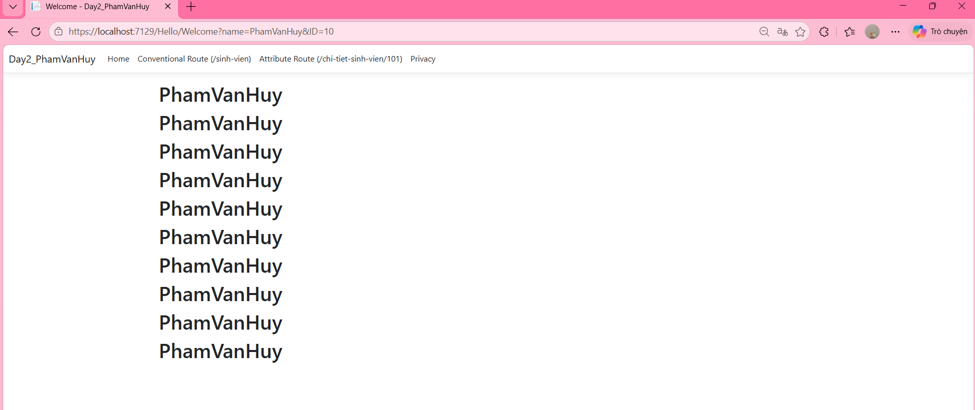 Welcome - Day2_PhamVanHuy
https://localhost:7129/Hello/Welcome?name=PhamVanHuy&ID=10
Trò chuyện
Day2_PhamVanHuy Home Conventional Route (/sinh-vien) Attribute Route (/chi-tiet-sinh-vien/101) Privacy
PhamVanHuy
PhamVanHuy
PhamVanHuy
PhamVanHuy
PhamVanHuy
PhamVanHuy
PhamVanHuy
PhamVanHuy
PhamVanHuy
PhamVanHuy